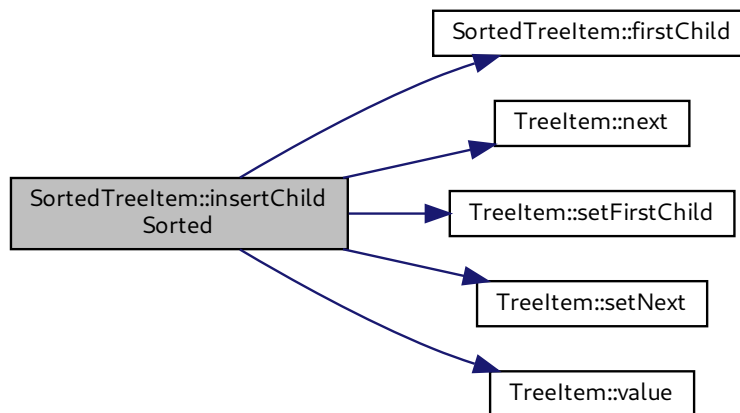 SortedTreeItem::firstChild
TreeItem::next
SortedTreeItem::insertChild
Sorted
TreeItem::setFirstChild
TreeItem::setNext
TreeItem::value